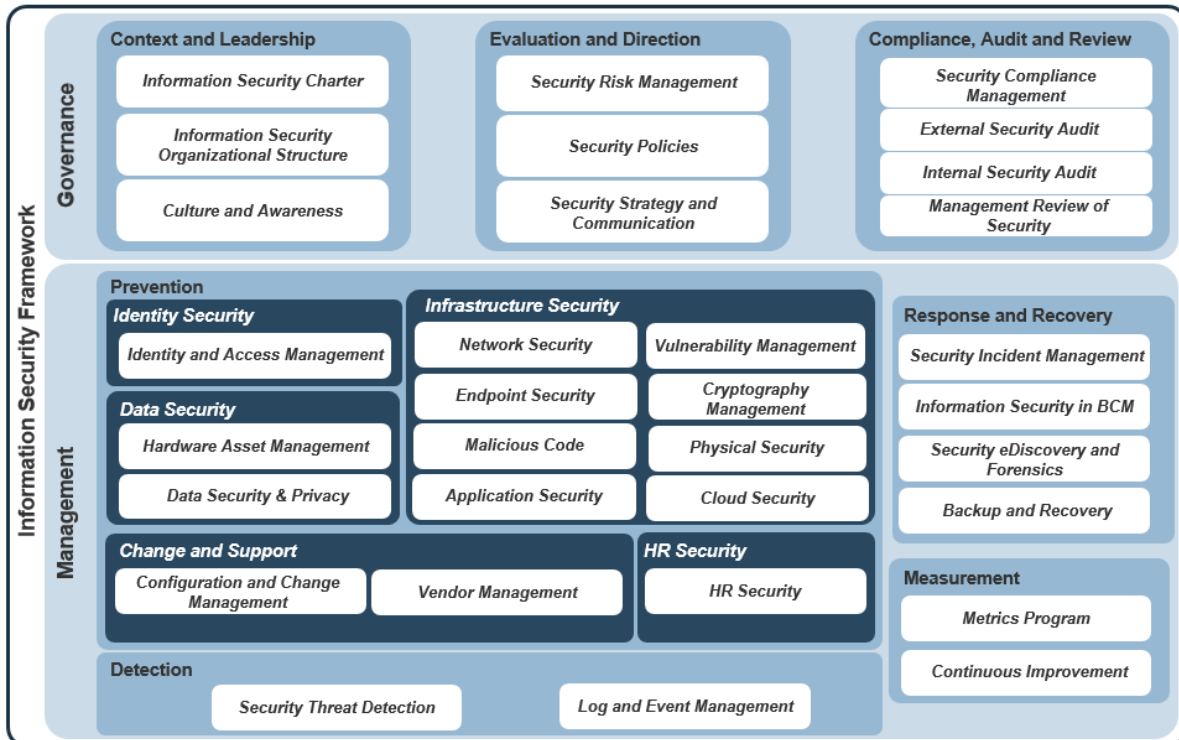 Information Security Framework
Governance
Context and Leadership
Information Security Charter
Information Security
Organizational Structure
Culture and Awareness
Evaluation and Direction
Security Risk Management
Security Policies
Security Strategy and
Communication
Compliance, Audit and Review
Security Compliance
Management
External Security Audit
Internal Security Audit
Management Review of
Security
Management
Prevention
Identity Security
Identity and Access Management
Data Security
Hardware Asset Management
Data Security & Privacy
Infrastructure Security
Network Security
Endpoint Security
Malicious Code
Application Security
Vulnerability Management
Cryptography
Management
Physical Security
Cloud Security
Change and Support
Configuration and Change
Management
Vendor Management
HR Security
HR Security
Detection
Security Threat Detection
Log and Event Management
Response and Recovery
Security Incident Management
Information Security in BCM
Security eDiscovery and
Forensics
Backup and Recovery
Measurement
Metrics Program
Continuous Improvement